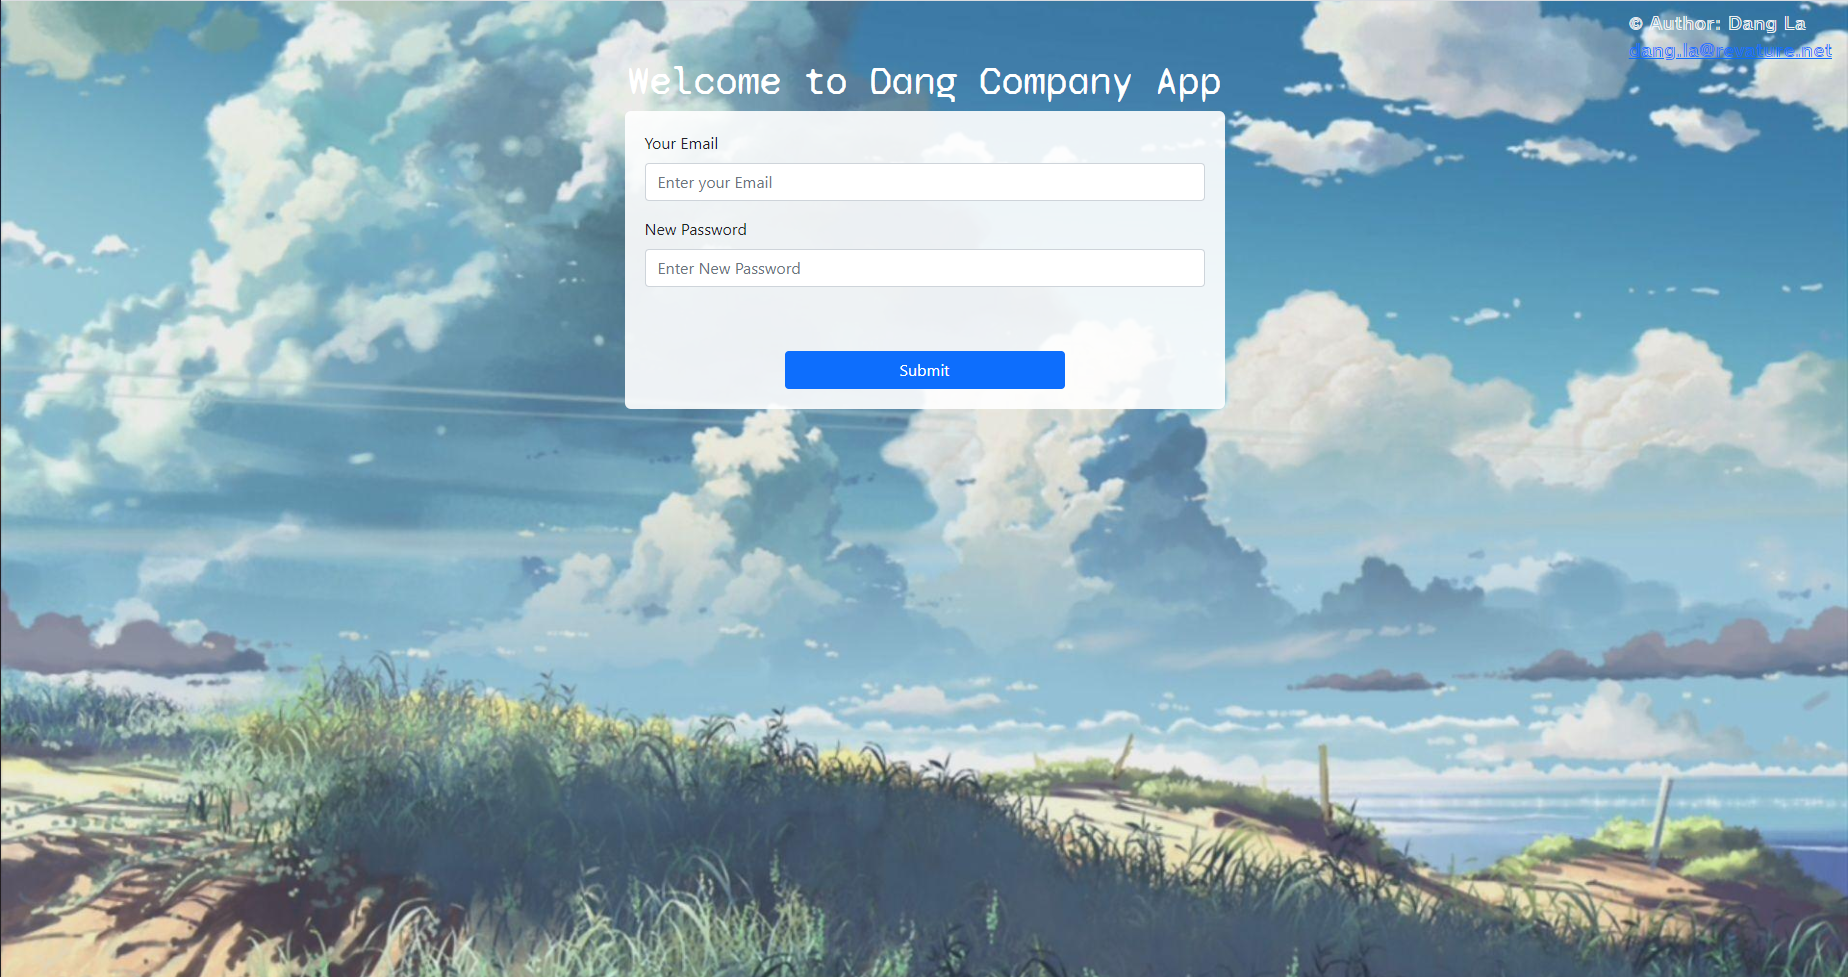 © Author: Dang La
dang.la@revature.net
Welcome to Dang Company App
Your Email
Enter your Email
New Password
Enter New Password
Submit